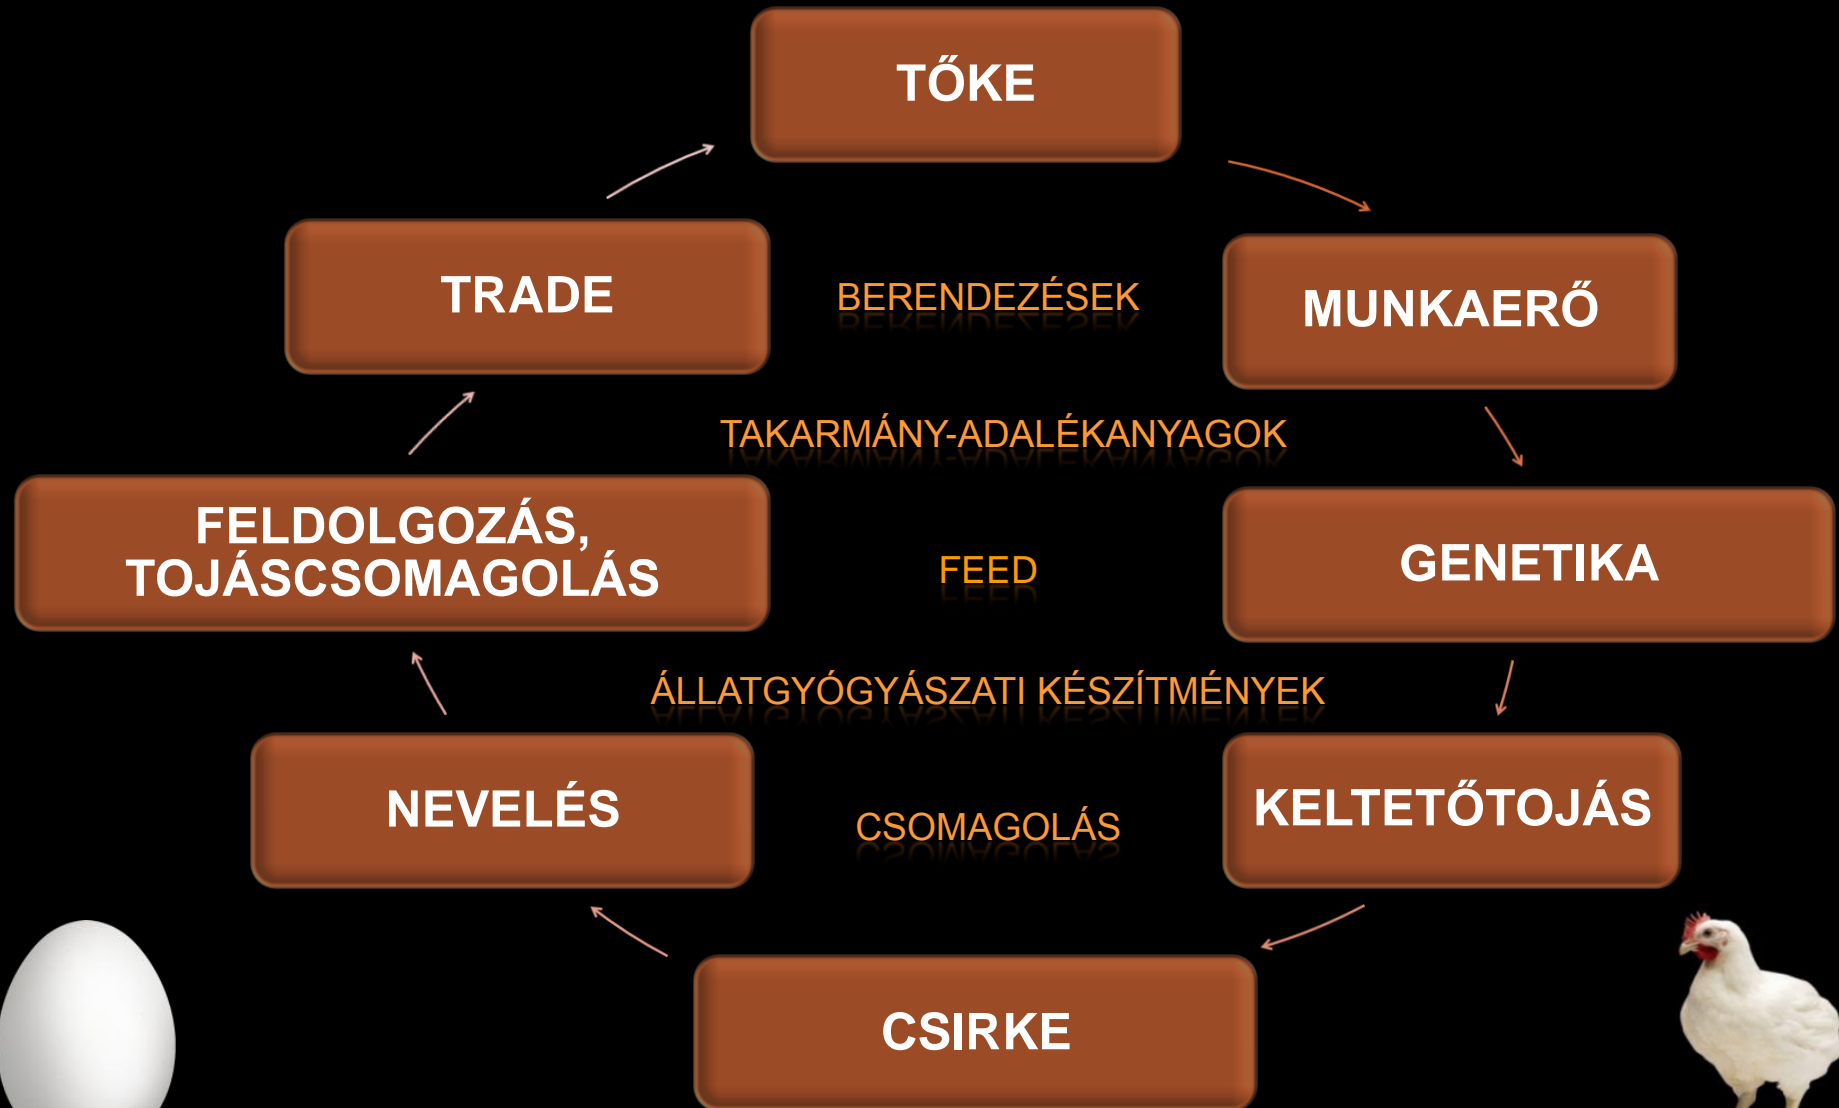 TŐKE
TRADE
BERENDEZÉSEK
MUNKAERŐ
TAKARMÁNY-ADALÉKANYAGOK
FELDOLGOZÁS,
TOJÁSCSOMAGOLÁS
FEED
GENETIKA
ÁLLATGYÓGYÁSZATI KÉSZÍTMÉNYEK
NEVELÉS
CSOMAGOLÁS
KELTETŐTOJÁS
CSIRKE